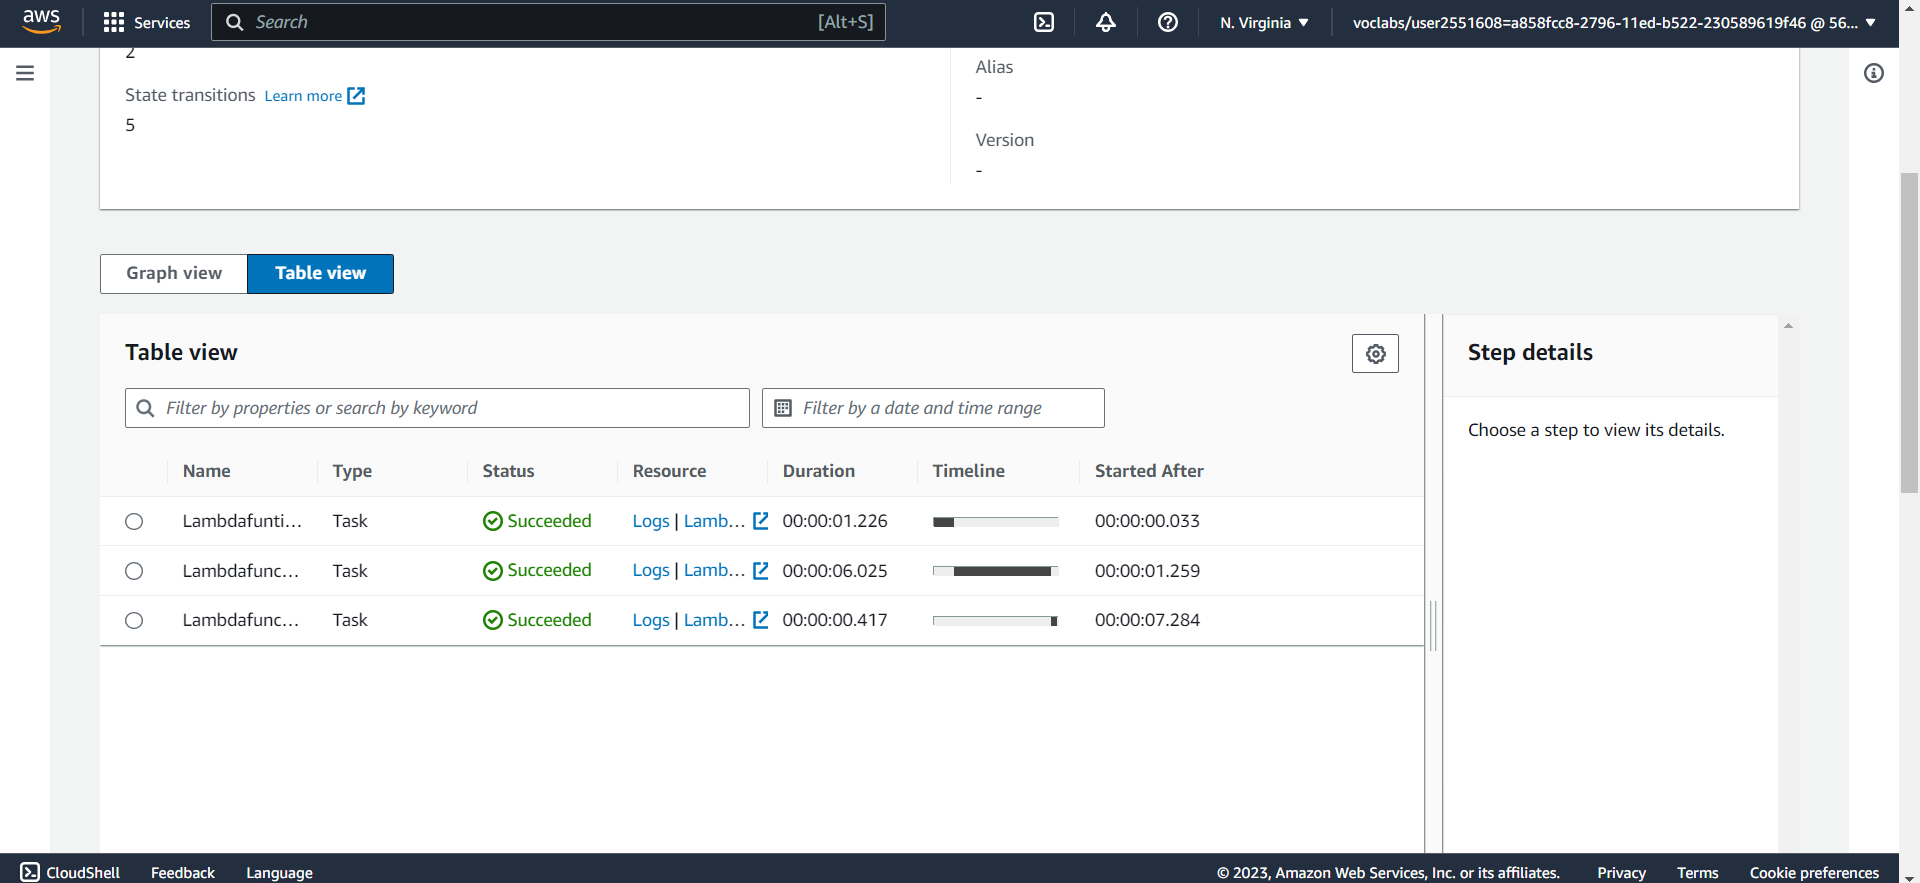 aws Services Search [Alt+S] N. Virginia voclabs/user2551608=a858fcc8-2796-11ed-b522-230589619f46 @ 56...
2
State transitions Learn more
5
Alias
-
Version
-
Graph view Table view
Table view
Filter by properties or search by keyword Filter by a date and time range
Name Type Status Resource Duration Timeline Started After
Lambdafunti... Task Succeeded Logs | Lamb... 00:00:01.226 00:00:00.033
Lambdafunc... Task Succeeded Logs | Lamb... 00:00:06.025 00:00:01.259
Lambdafunc... Task Succeeded Logs | Lamb... 00:00:00.417 00:00:07.284
Step details
Choose a step to view its details.
CloudShell Feedback Language © 2023, Amazon Web Services, Inc. or its affiliates. Privacy Terms Cookie preferences